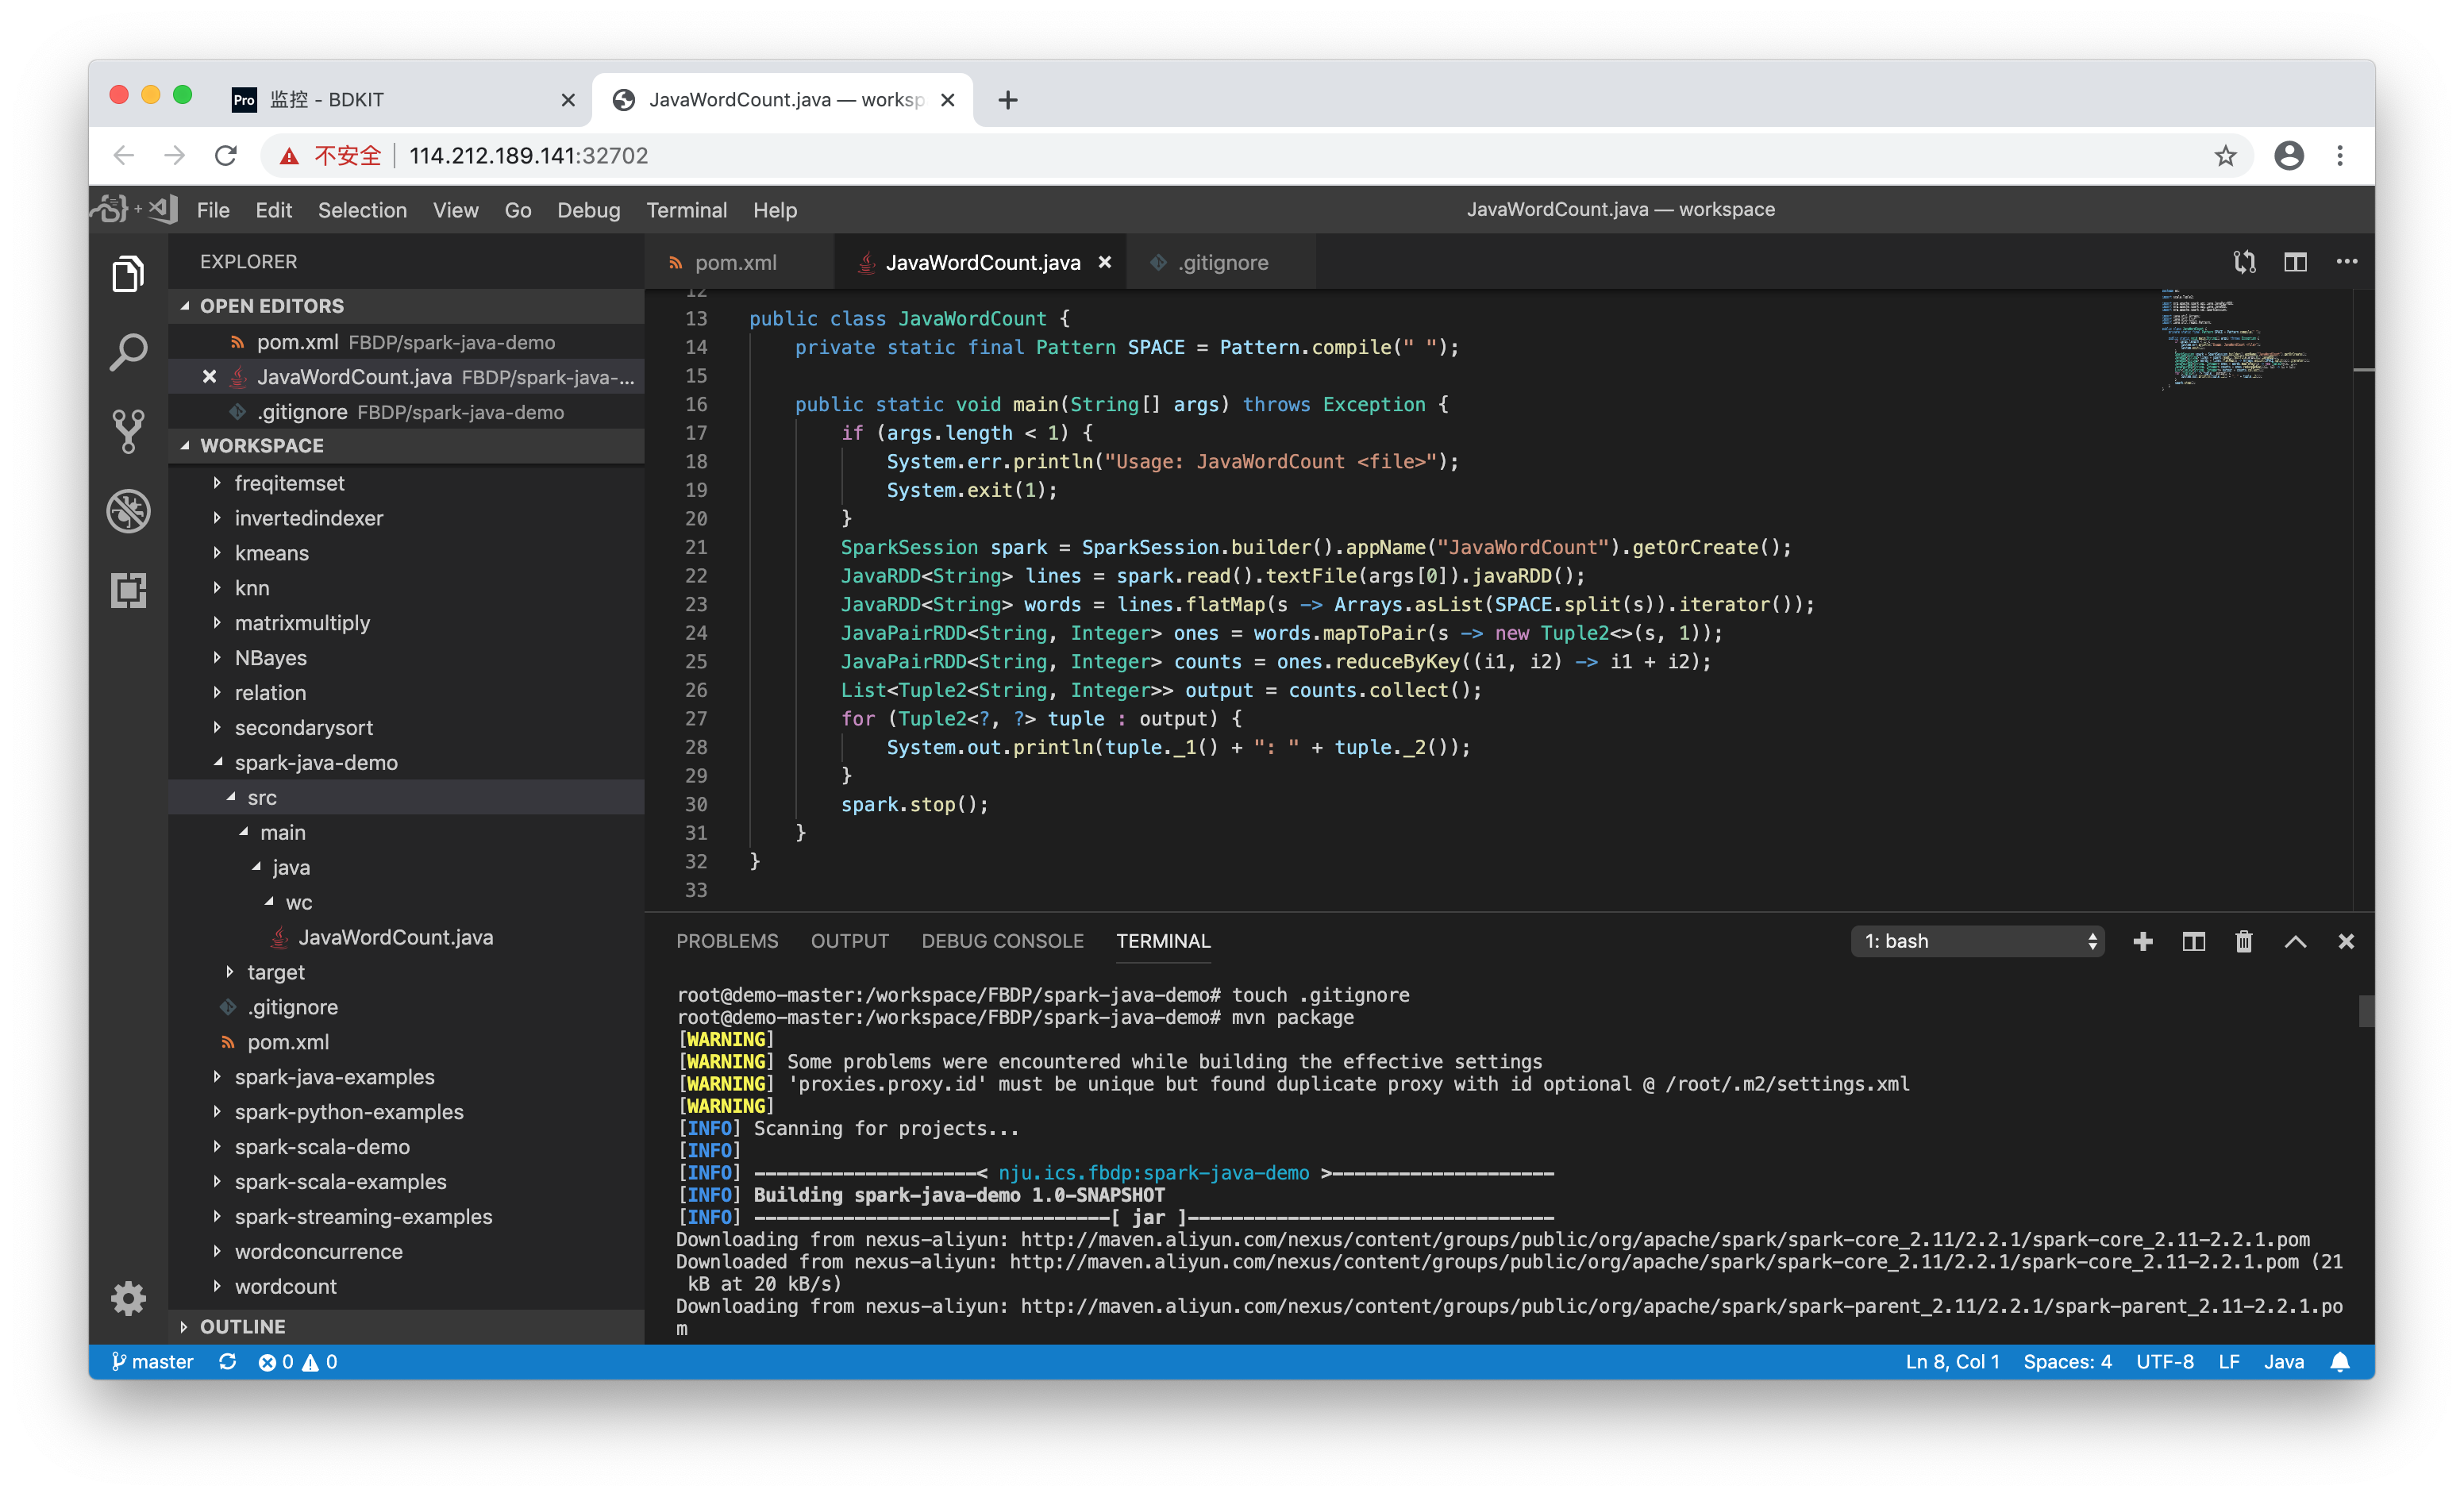 Pro 监控 - BDKIT
JavaWordCount.java — worksp
不安全 114.212.189.141:32702
File Edit Selection View Go Debug Terminal Help
JavaWordCount.java — workspace
EXPLORER
OPEN EDITORS
pom.xml FBDP/spark-java-demo
JavaWordCount.java FBDP/spark-java-...
.gitignore FBDP/spark-java-demo
WORKSPACE
freqitemset
invertedindexer
kmeans
knn
matrixmultiply
NBayes
relation
secondarysort
spark-java-demo
src
main
java
wc
JavaWordCount.java
target
.gitignore
pom.xml
spark-java-examples
spark-python-examples
spark-scala-demo
spark-scala-examples
spark-streaming-examples
wordconcurrence
wordcount
OUTLINE
pom.xml
JavaWordCount.java
.gitignore
12
13 public class JavaWordCount {
14 private static final Pattern SPACE = Pattern.compile(" ");
15
16 public static void main(String[] args) throws Exception {
17 if (args.length < 1) {
18 System.err.println("Usage: JavaWordCount <file>");
19 System.exit(1);
20 }
21 SparkSession spark = SparkSession.builder().appName("JavaWordCount").getOrCreate();
22 JavaRDD<String> lines = spark.read().textFile(args[0]).javaRDD();
23 JavaRDD<String> words = lines.flatMap(s -> Arrays.asList(SPACE.split(s)).iterator());
24 JavaPairRDD<String, Integer> ones = words.mapToPair(s -> new Tuple2<>(s, 1));
25 JavaPairRDD<String, Integer> counts = ones.reduceByKey((i1, i2) -> i1 + i2);
26 List<Tuple2<String, Integer>> output = counts.collect();
27 for (Tuple2<?, ?> tuple : output) {
28 System.out.println(tuple._1() + ": " + tuple._2());
29 }
30 spark.stop();
31 }
32 }
33
PROBLEMS OUTPUT DEBUG CONSOLE TERMINAL
1: bash
root@demo-master:/workspace/FBDP/spark-java-demo# touch .gitignore
root@demo-master:/workspace/FBDP/spark-java-demo# mvn package
[WARNING]
[WARNING] Some problems were encountered while building the effective settings
[WARNING] 'proxies.proxy.id' must be unique but found duplicate proxy with id optional @ /root/.m2/settings.xml
[WARNING]
[INFO] Scanning for projects...
[INFO]
[INFO] --------------------< nju.ics.fbdp:spark-java-demo >--------------------
[INFO] Building spark-java-demo 1.0-SNAPSHOT
[INFO] --------------------------------[ jar ]---------------------------------
Downloading from nexus-aliyun: http://maven.aliyun.com/nexus/content/groups/public/org/apache/spark/spark-core_2.11/2.2.1/spark-core_2.11-2.2.1.pom
Downloaded from nexus-aliyun: http://maven.aliyun.com/nexus/content/groups/public/org/apache/spark/spark-core_2.11/2.2.1/spark-core_2.11-2.2.1.pom (21
kB at 20 kB/s)
Downloading from nexus-aliyun: http://maven.aliyun.com/nexus/content/groups/public/org/apache/spark/spark-parent_2.11/2.2.1/spark-parent_2.11-2.2.1.po
m
master 0 0
Ln 8, Col 1 Spaces: 4 UTF-8 LF Java